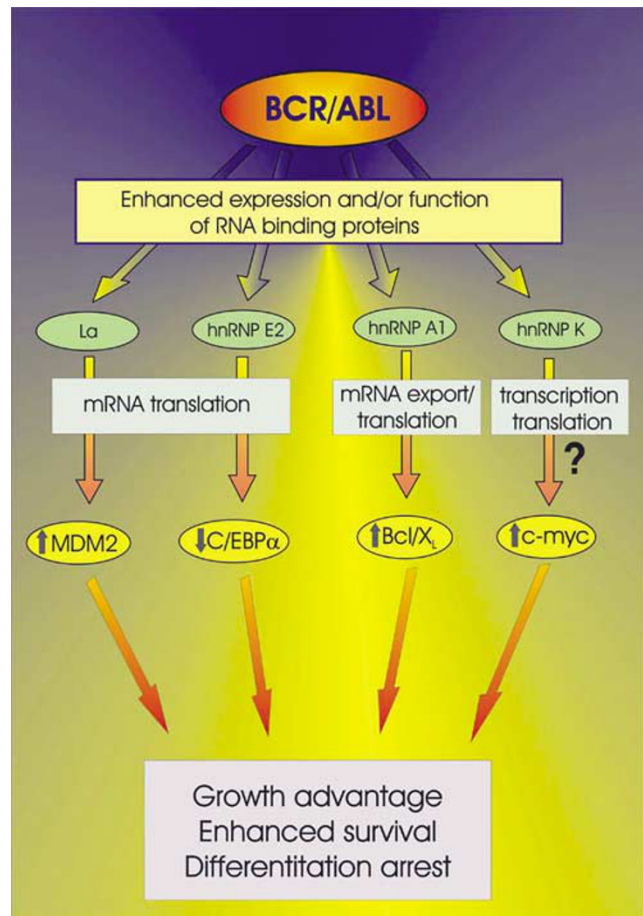 BCR/ABL
Enhanced expression and/or function
of RNA binding proteins
La
hnRNP E2
hnRNP A1
hnRNP K
mRNA translation
mRNA export/
translation
transcription
translation
?
↑MDM2
↓C/EBPα
↑Bcl/XL
↑c-myc
Growth advantage
Enhanced survival
Differentitation arrest